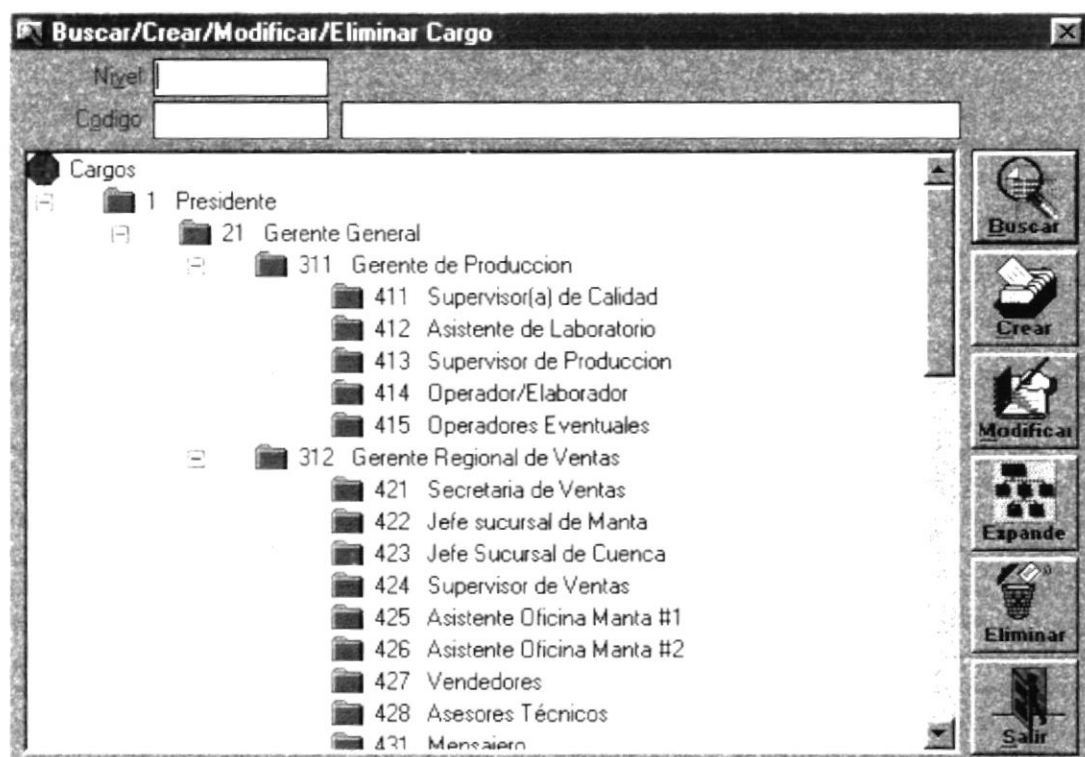 Buscar/Crear/Modificar/Eliminar Cargo
Nivel
Codigo
Cargos
1 Presidente
21 Gerente General
311 Gerente de Produccion
411 Supervisor(a) de Calidad
412 Asistente de Laboratorio
413 Supervisor de Produccion
414 Operador/Elaborador
415 Operadores Eventuales
312 Gerente Regional de Ventas
421 Secretaria de Ventas
422 Jefe sucursal de Manta
423 Jefe Sucursal de Cuenca
424 Supervisor de Ventas
425 Asistente Oficina Manta #1
426 Asistente Oficina Manta #2
427 Vendedores
428 Asesores Técnicos
431 Mensajero
Buscar
Crear
Modificar
Expande
Eliminar
Salir